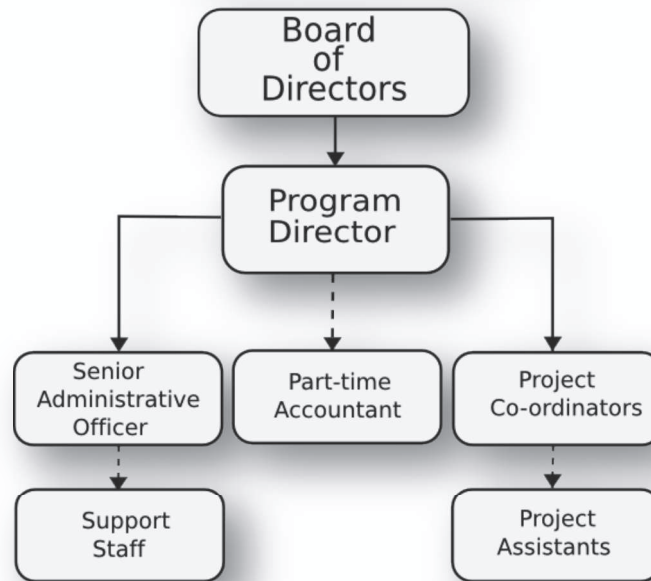 Board
of
Directors
Program
Director
Senior
Administrative
Officer
Part-time
Accountant
Project
Co-ordinators
Support
Staff
Project
Assistants